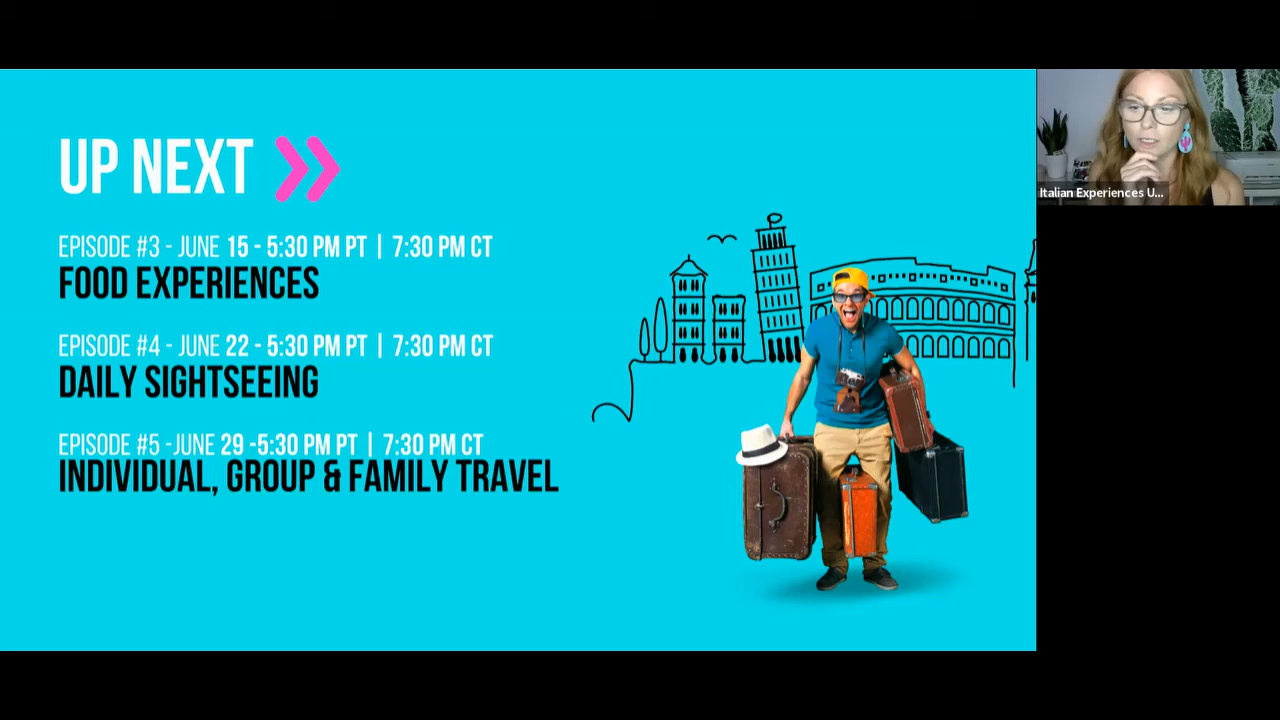 UP NEXT
EPISODE #3 - JUNE 15 - 5:30 PM PT | 7:30 PM CT
FOOD EXPERIENCES
EPISODE #4 - JUNE 22 - 5:30 PM PT | 7:30 PM CT
DAILY SIGHTSEEING
EPISODE #5 -JUNE 29 -5:30 PM PT | 7:30 PM CT
INDIVIDUAL, GROUP & FAMILY TRAVEL
Italian Experiences U...